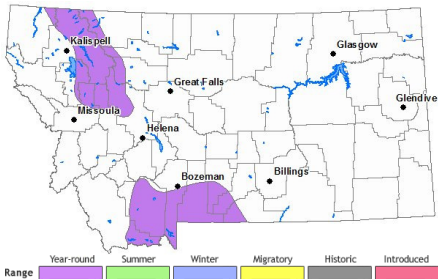 Kalispell
Glasgow
Great Falls
Glendive
Missoula
Helena
Bozeman
Billings
Range Year-round Summer Winter Migratory Historic Introduced